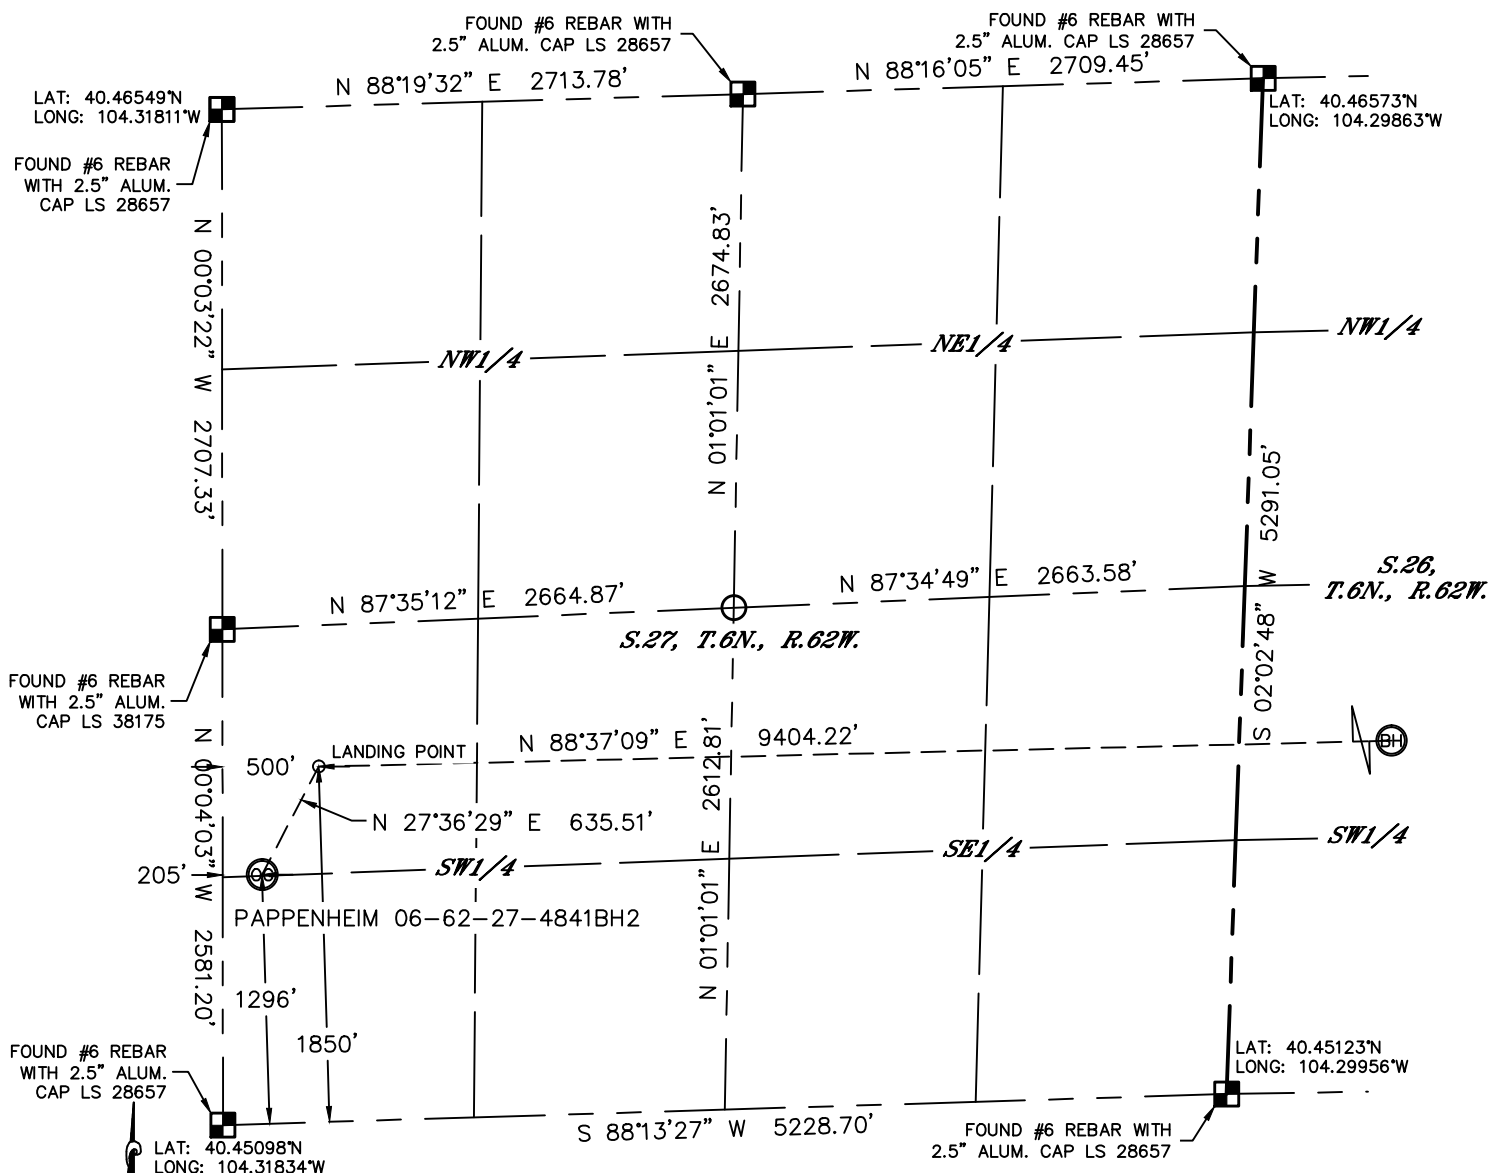 FOUND #6 REBAR WITH
2.5" ALUM. CAP LS 28657
FOUND #6 REBAR WITH
2.5" ALUM. CAP LS 28657
N 88°19'32" E 2713.78'
N 88°16'05" E 2709.45'
LAT: 40.46549°N
LONG: 104.31811°W
LAT: 40.46573°N
LONG: 104.29863°W
FOUND #6 REBAR
WITH 2.5" ALUM.
CAP LS 28657
N 00°03'22" W 2707.33'
N 01°01'01" E 2674.83'
NW1/4
NE1/4
NW1/4
S 02°02'48" W 5291.05'
N 87°35'12" E 2664.87'
N 87°34'49" E 2663.58'
S.26,
T.6N., R.62W.
S.27, T.6N., R.62W.
FOUND #6 REBAR
WITH 2.5" ALUM.
CAP LS 38175
N 00°04'03" W 2581.20'
LANDING POINT
N 88°37'09" E 9404.22'
BH
500'
N 01°01'01" E 2612.81'
N 27°36'29" E 635.51'
SW1/4
SE1/4
SW1/4
205'
PAPPENHEIM 06-62-27-4841BH2
1296'
1850'
FOUND #6 REBAR
WITH 2.5" ALUM.
CAP LS 28657
LAT: 40.45123°N
LONG: 104.29956°W
S 88°13'27" W 5228.70'
FOUND #6 REBAR WITH
2.5" ALUM. CAP LS 28657
LAT: 40.45098°N
LONG: 104.31834°W